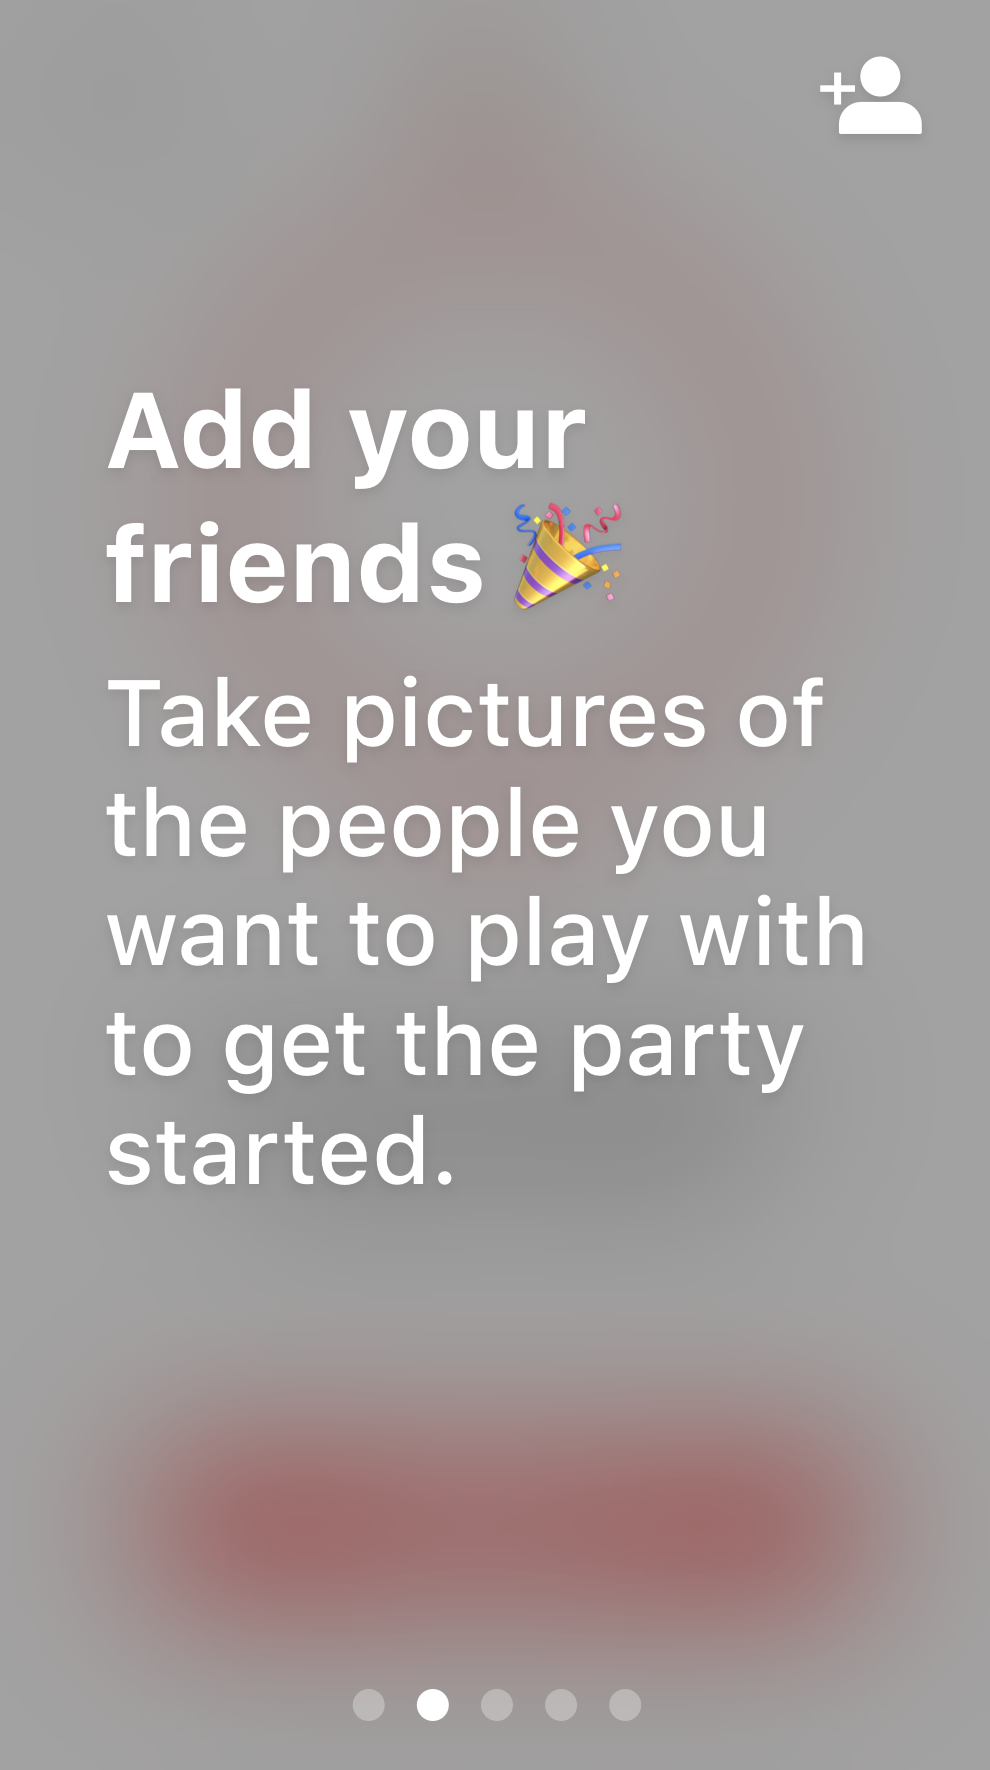 Add your
friends 🎉
Take pictures of
the people you
want to play with
to get the party
started.